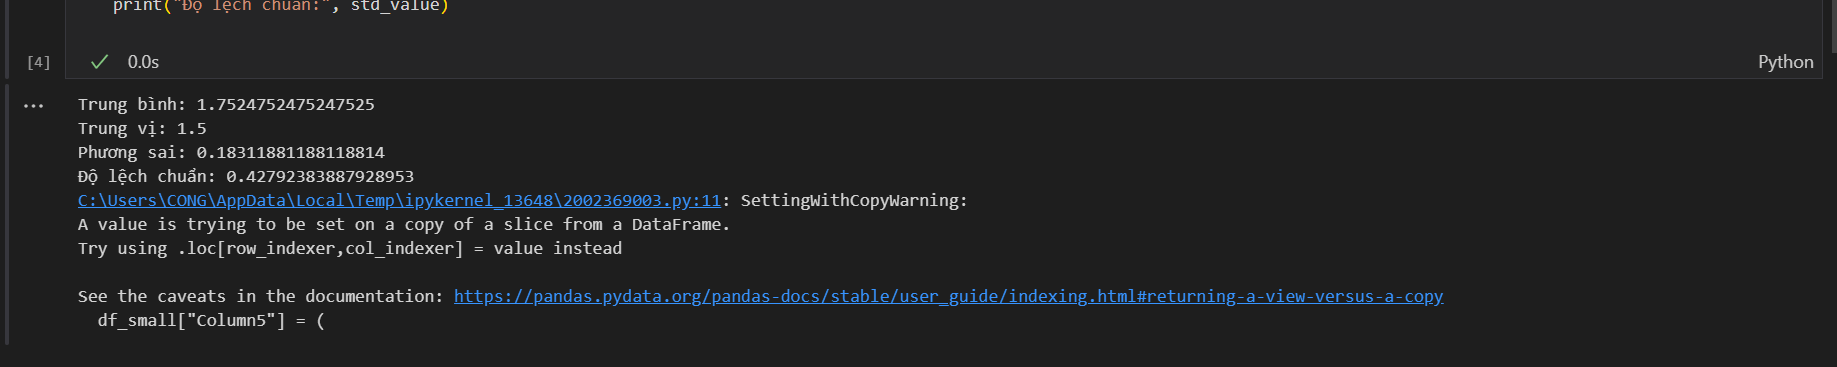 print("Độ lệch chuẩn:", std_value)
[4]
0.0s
Python
Trung bình: 1.7524752475247525
Trung vị: 1.5
Phương sai: 0.18311881188118814
Độ lệch chuẩn: 0.42792383887928953
C:\Users\CONG\AppData\Local\Temp\ipykernel_13648\2002369003.py:11: SettingWithCopyWarning:
A value is trying to be set on a copy of a slice from a DataFrame.
Try using .loc[row_indexer,col_indexer] = value instead
See the caveats in the documentation: https://pandas.pydata.org/pandas-docs/stable/user_guide/indexing.html#returning-a-view-versus-a-copy
df_small["Column5"] = (